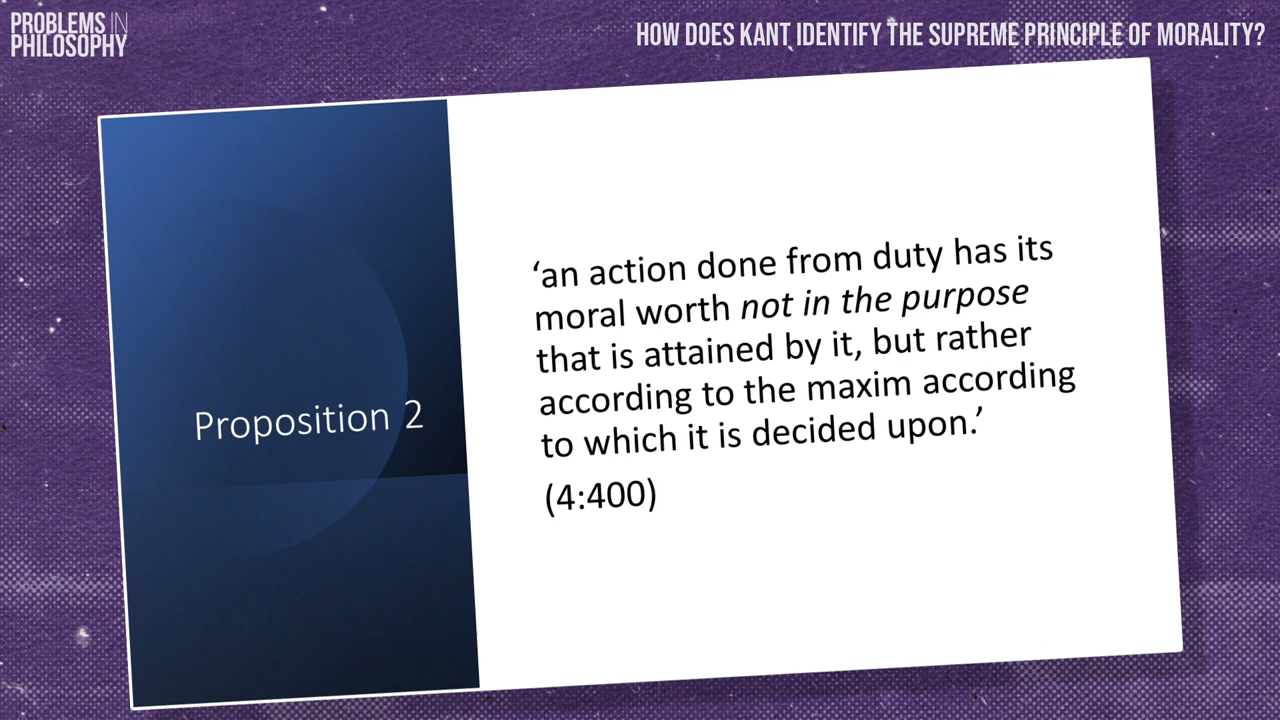 PROBLEMS IN
PHILOSOPHY
HOW DOES KANT IDENTIFY THE SUPREME PRINCIPLE OF MORALITY?
Proposition 2
‘an action done from duty has its
moral worth not in the purpose
that is attained by it, but rather
according to the maxim according
to which it is decided upon.’
(4:400)